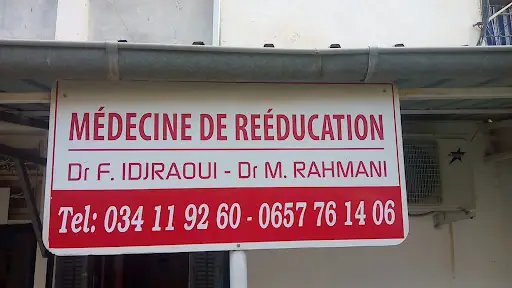 MÉDECINE DE REÉDUCATION
Dr F. IDJRAOUI - Dr M. RAHMANI
Tel: 034 11 92 60 - 0657 76 14 06